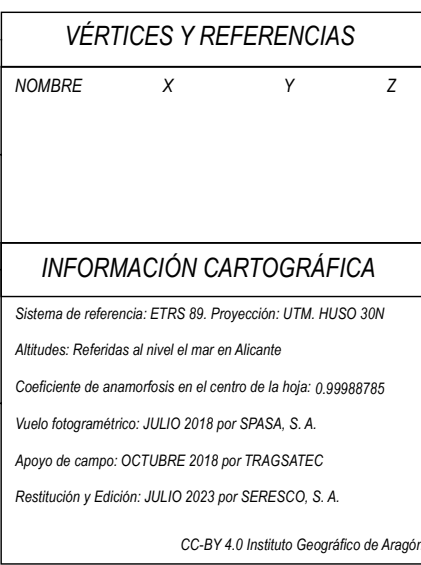 VÉRTICES Y REFERENCIAS
NOMBRE X Y Z
INFORMACIÓN CARTOGRÁFICA
Sistema de referencia: ETRS 89. Proyección: UTM. HUSO 30N
Altitudes: Referidas al nivel el mar en Alicante
Coeficiente de anamorfosis en el centro de la hoja: 0.99988785
Vuelo fotogramétrico: JULIO 2018 por SPASA, S. A.
Apoyo de campo: OCTUBRE 2018 por TRAGSATEC
Restitución y Edición: JULIO 2023 por SERESCO, S. A.
CC-BY 4.0 Instituto Geográfico de Aragón